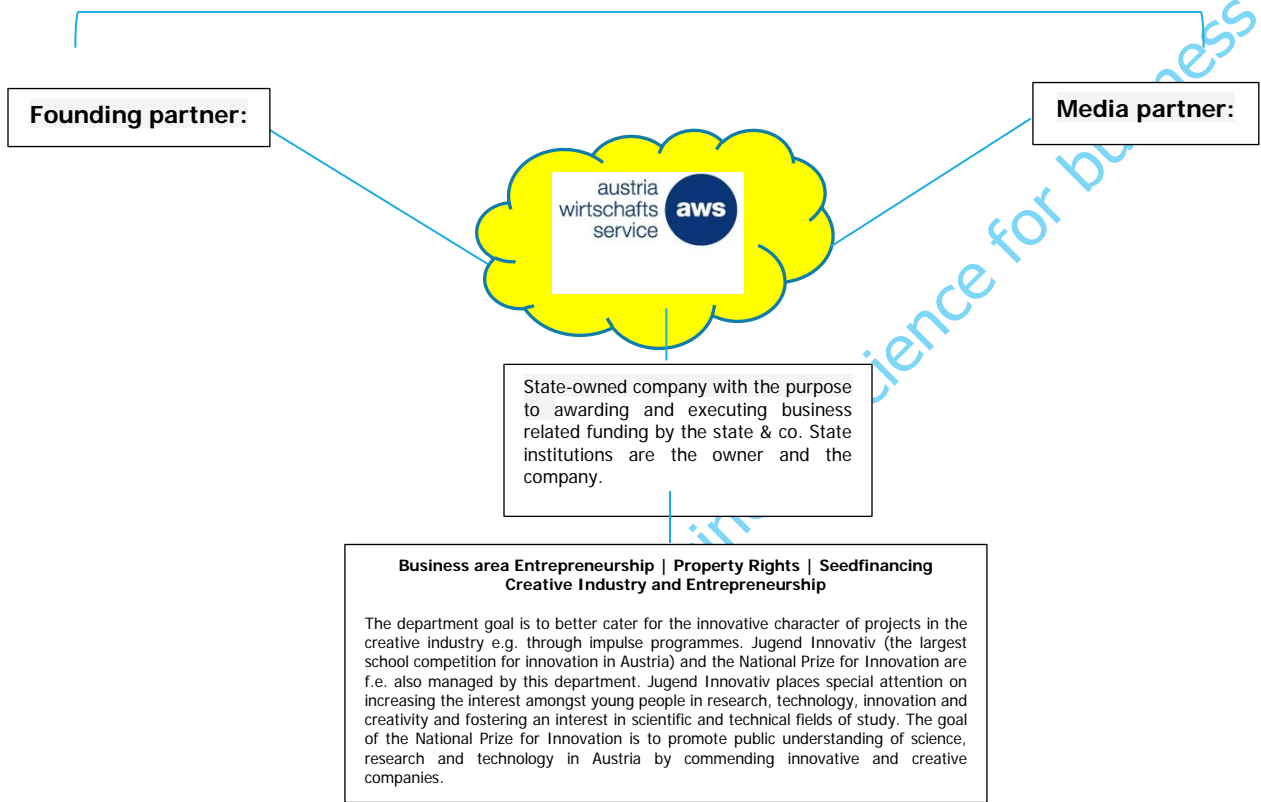 Founding partner:
Media partner:
austria
wirtschafts
service
aws
State-owned company with the purpose
to awarding and executing business
related funding by the state & co. State
institutions are the owner and the
company.
Business area Entrepreneurship | Property Rights | Seedfinancing
Creative Industry and Entrepreneurship
The department goal is to better cater for the innovative character of projects in the
creative industry e.g. through impulse programmes. Jugend Innovativ (the largest
school competition for innovation in Austria) and the National Prize for Innovation are
f.e. also managed by this department. Jugend Innovativ places special attention on
increasing the interest amongst young people in research, technology, innovation and
creativity and fostering an interest in scientific and technical fields of study. The goal
of the National Prize for Innovation is to promote public understanding of science,
research and technology in Austria by commending innovative and creative
companies.
for